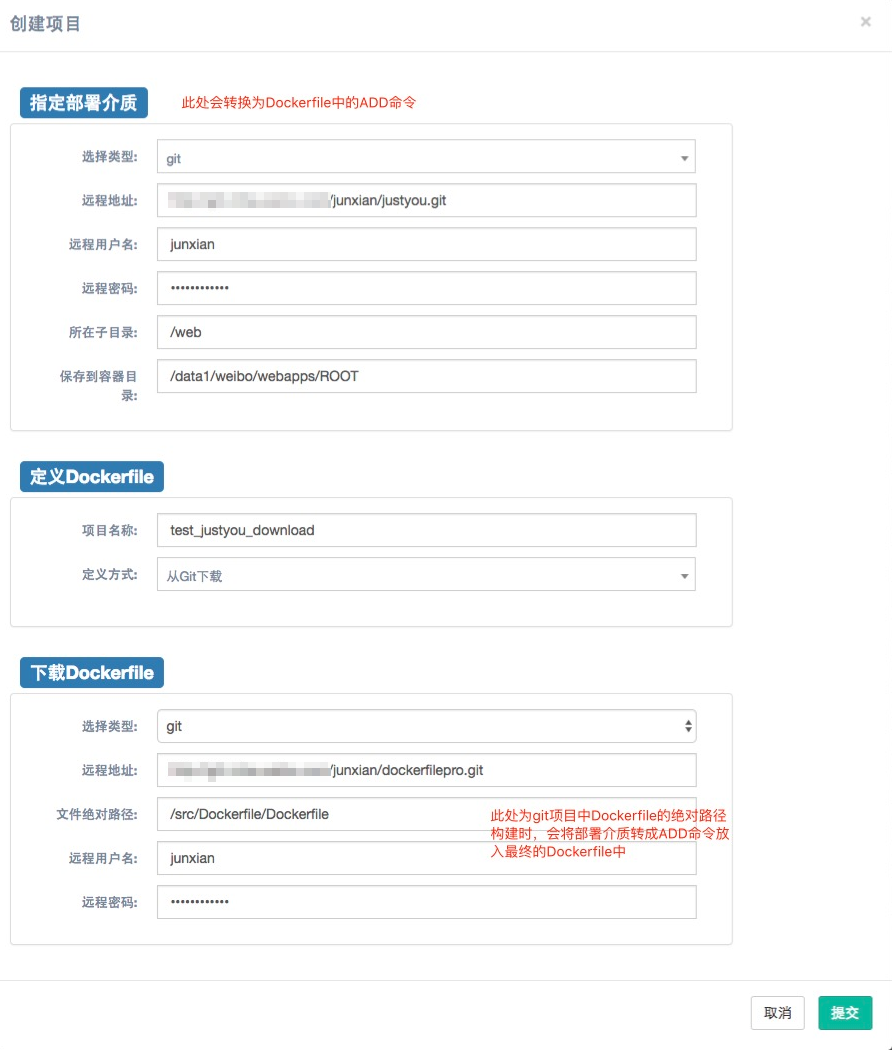 创建项目 ×
指定部署介质 此处会转换为Dockerfile中的ADD命令
选择类型: git
远程地址: /junxian/justyou.git
远程用户名: junxian
远程密码: ••••••••••••
所在子目录: /web
保存到容器目 /data1/weibo/webapps/ROOT
录:
定义Dockerfile
项目名称: test_justyou_download
定义方式: 从Git下载
下载Dockerfile
选择类型: git
远程地址: /junxian/dockerfilepro.git
文件绝对路径: /src/Dockerfile/Dockerfile
此处为git项目中Dockerfile的绝对路径
构建时，会将部署介质转成ADD命令放
入最终的Dockerfile中
远程用户名: junxian
远程密码: ••••••••••••
取消 提交